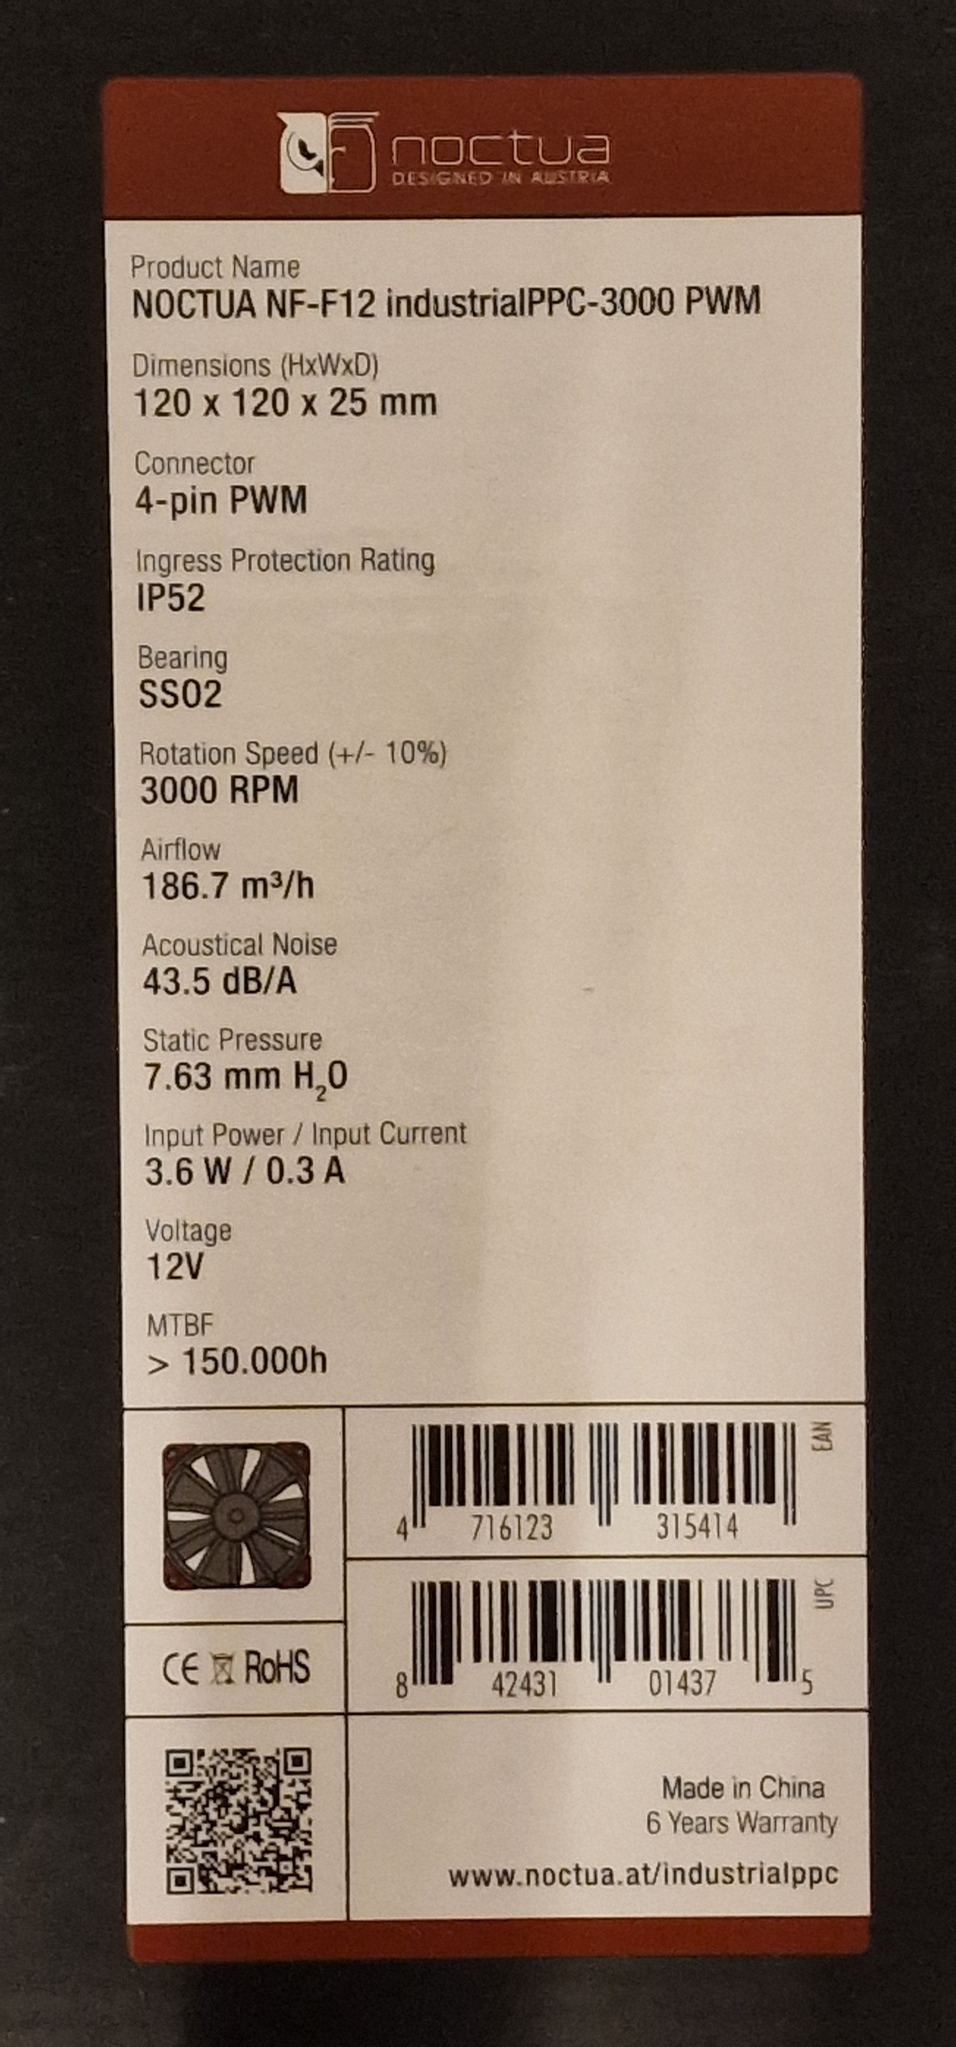 noctua
DESIGNED IN AUSTRIA
Product Name
NOCTUA NF-F12 industrialPPC-3000 PWM
Dimensions (HxWxD)
120 x 120 x 25 mm
Connector
4-pin PWM
Ingress Protection Rating
IP52
Bearing
SSO2
Rotation Speed (+/- 10%)
3000 RPM
Airflow
186.7 m³/h
Acoustical Noise
43.5 dB/A
Static Pressure
7.63 mm H₂O
Input Power / Input Current
3.6 W / 0.3 A
Voltage
12V
MTBF
> 150.000h
EAN
4 716123 315414
UPC
8 42431 01437 5
CE RoHS
Made in China
6 Years Warranty
www.noctua.at/industrialppc